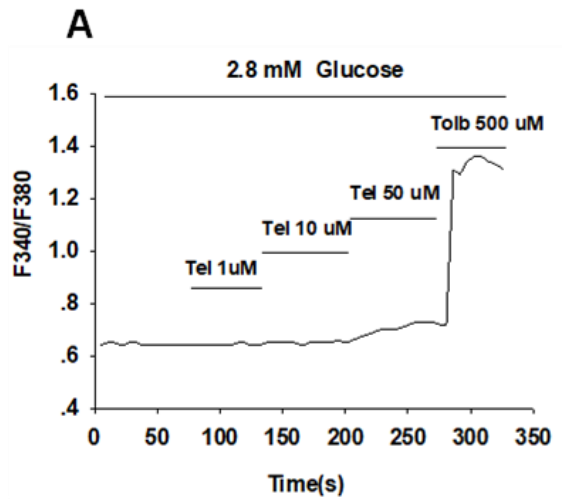 A
2.8 mM Glucose
1.6
Tolb 500 uM
1.4
Tel 50 uM
1.2
Tel 10 uM
1.0
Tel 1uM
.8
.6
.4
F340/F380
0 50 100 150 200 250 300 350
Time(s)